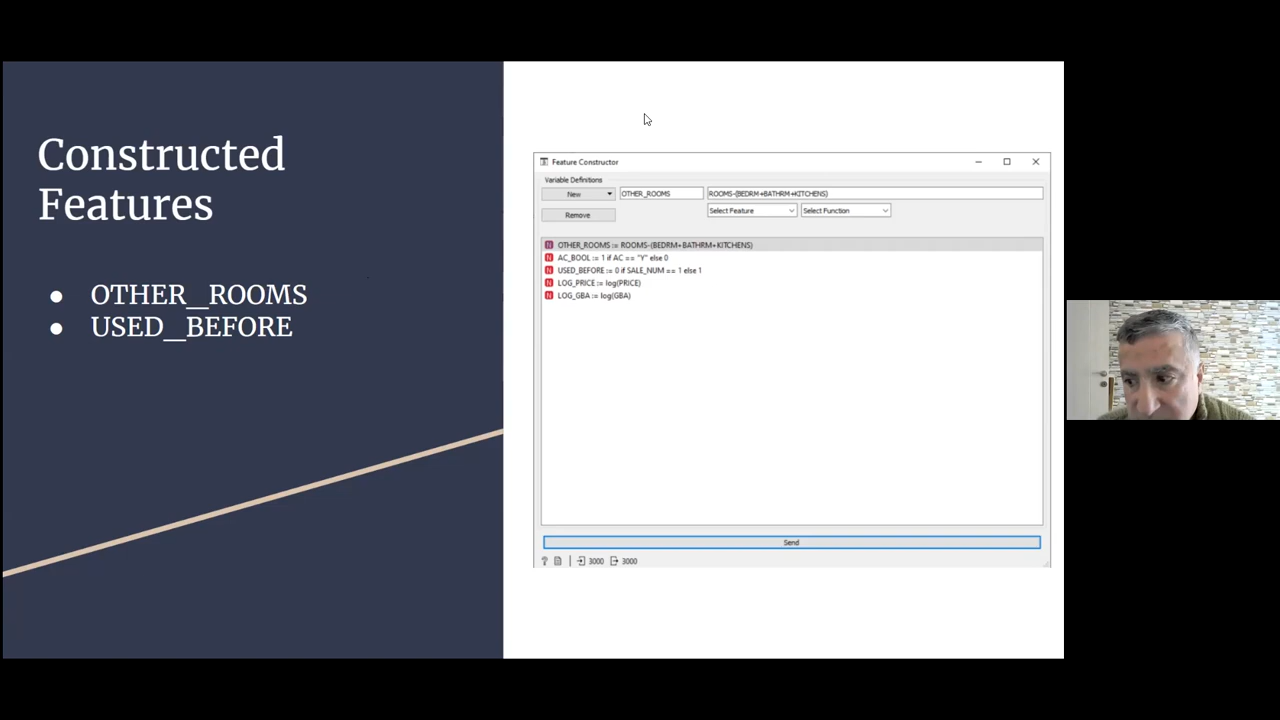 Constructed
Features
● OTHER_ROOMS
● USED_BEFORE
Feature Constructor
Variable Definitions
New OTHER_ROOMS ROOMS-(BEDRM+BATHRM+KITCHENS)
Remove Select Feature Select Function
N OTHER_ROOMS := ROOMS-(BEDRM+BATHRM+KITCHENS)
N AC_BOOL := 1 if AC == "Y" else 0
N USED_BEFORE := 0 if SALE_NUM == 1 else 1
N LOG_PRICE := log(PRICE)
N LOG_GBA := log(GBA)
Send
? 3000 3000